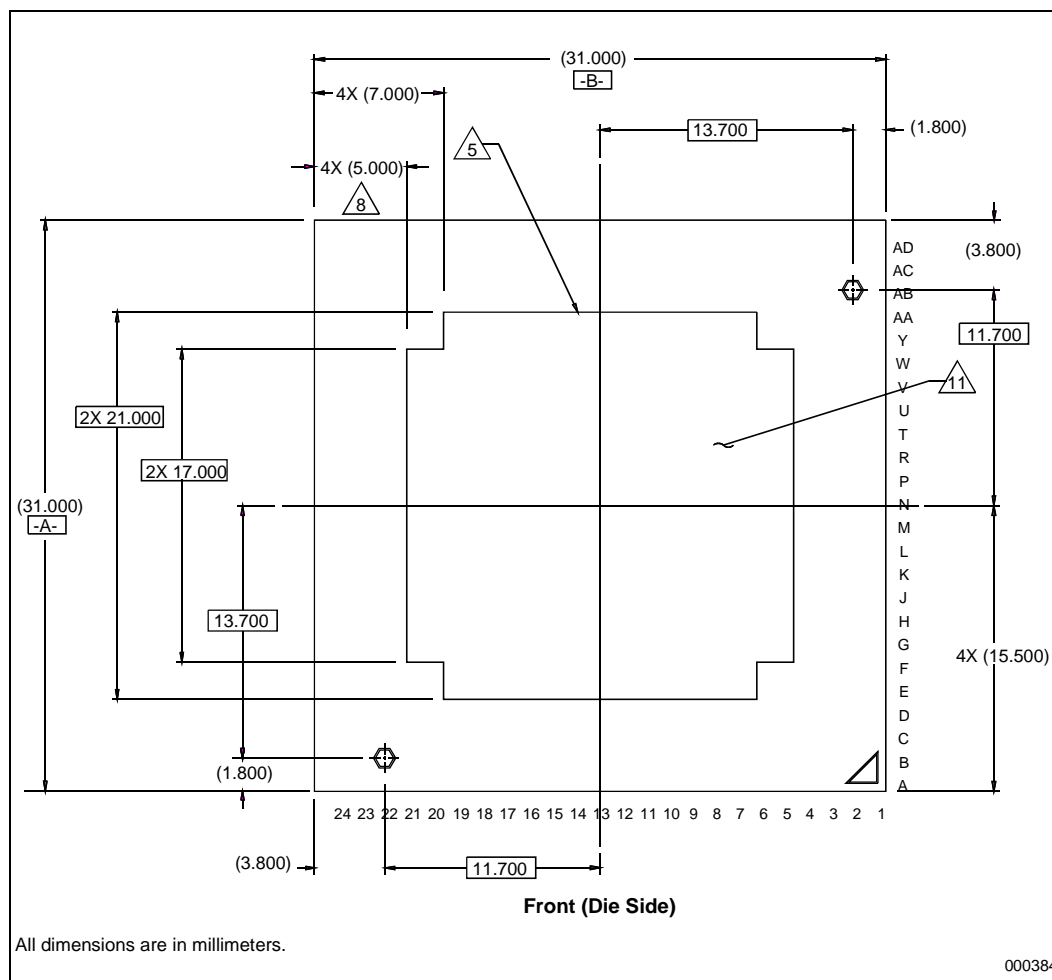 (31.000)
-B-
4X (7.000)
13.700
(1.800)
5
4X (5.000)
8
AD
(3.800)
AC
AB
AA
11.700
Y
W
11
V
2X 21.000
U
T
2X 17.000
R
P
(31.000)
N
-A-
M
L
K
J
13.700
H
G
4X (15.500)
F
E
D
C
(1.800)
B
A
24 23 22 21 20 19 18 17 16 15 14 13 12 11 10 9 8 7 6 5 4 3 2 1
(3.800)
11.700
Front (Die Side)
All dimensions are in millimeters.
000384